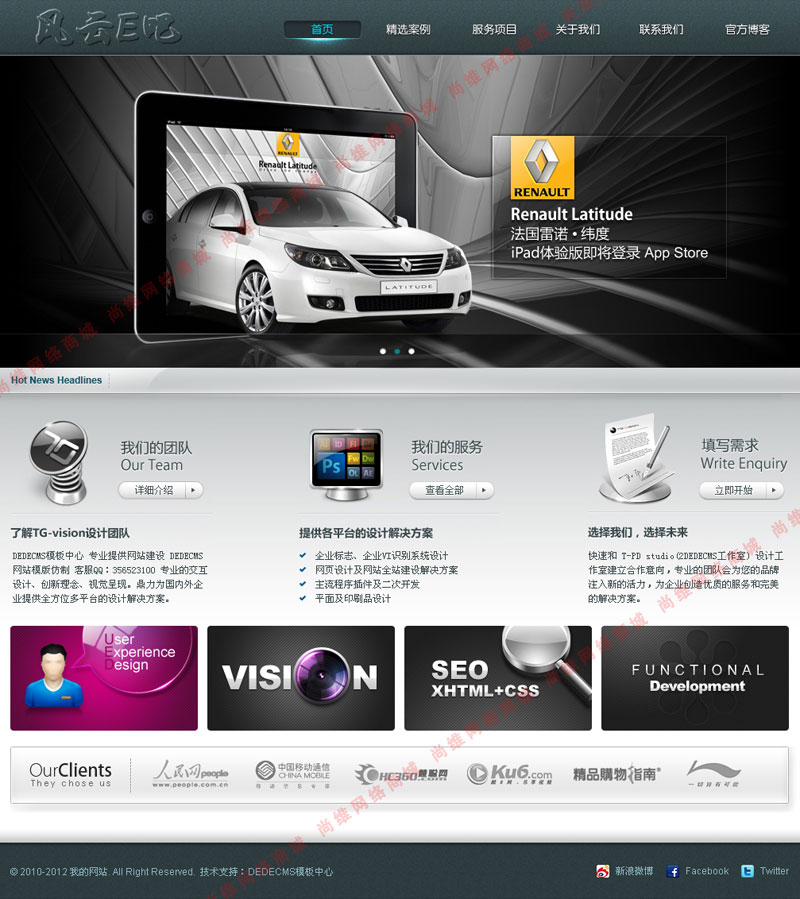 风云E吧
首页 精选案例 服务项目 关于我们 联系我们 官方博客
Renault Latitude
LATITUDE
RENAULT
Renault Latitude
法国雷诺·纬度
iPad体验版即将登录 App Store
Hot News Headlines
我们的团队
Our Team
详细介绍
我们的服务
Services
查看全部
填写需求
Write Enquiry
立即开始
了解TG-vision设计团队
DEDECMS模板中心 专业提供网站建设 DEDECMS
网站模版仿制 客服QQ：356523100 专业的交互
设计、创新理念、视觉呈现。鼎力为国内外企
业提供全方位多平台的设计解决方案。
提供各平台的设计解决方案
企业标志、企业VI识别系统设计
网页设计及网站全站建设解决方案
主流程序插件及二次开发
平面及印刷品设计
选择我们，选择未来
快速和 T-PD studio(2DEDECMS工作室) 设计工
作室建立合作意向，专业的团队会为您的品牌
注入新的活力，为企业创造优质的服务和完美
的解决方案。
User
Experience
Design
VISION
SEO
XHTML+CSS
FUNCTIONAL
Development
OurClients
They chose us
人民网 people
www.people.com.cn
中国移动通信
CHINA MOBILE
移动信息专家
HC360慧聪网
Ku6.com
精品購物指南
一切皆有可能
© 2010-2012 我的网站. All Right Reserved. 技术支持：DEDECMS模板中心
新浪微博 Facebook Twitter
尚维网络商城